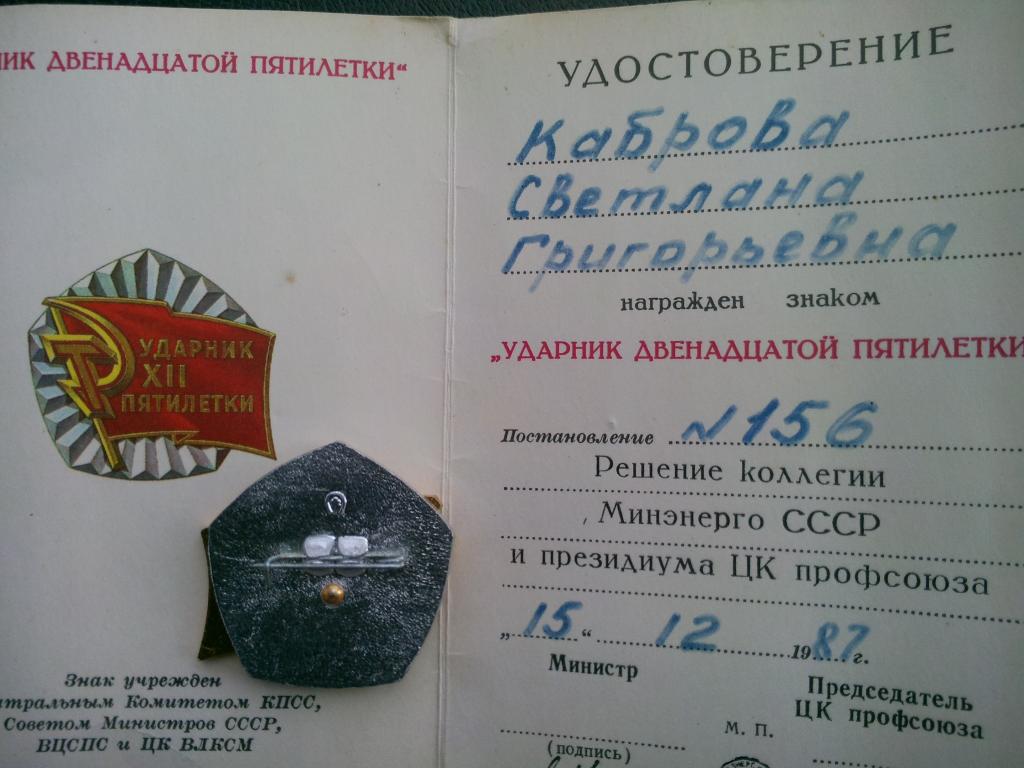 НИК ДВЕНАДЦАТОЙ ПЯТИЛЕТКИ“
УДАРНИК
XII
ПЯТИЛЕТКИ
Знак учрежден
нтральным Комитетом КПСС,
Советом Министров СССР,
ВЦСПС и ЦК ВЛКСМ
УДОСТОВЕРЕНИЕ
Каброва
Светлана
Григорьевна
награжден знаком
„УДАРНИК ДВЕНАДЦАТОЙ ПЯТИЛЕТКИ
Постановление №156
Решение коллегии
Минэнерго СССР
и президиума ЦК профсоюза
„15“ 12 1987 г.
Министр
Председатель
ЦК профсоюза
М. П.
(подпись)